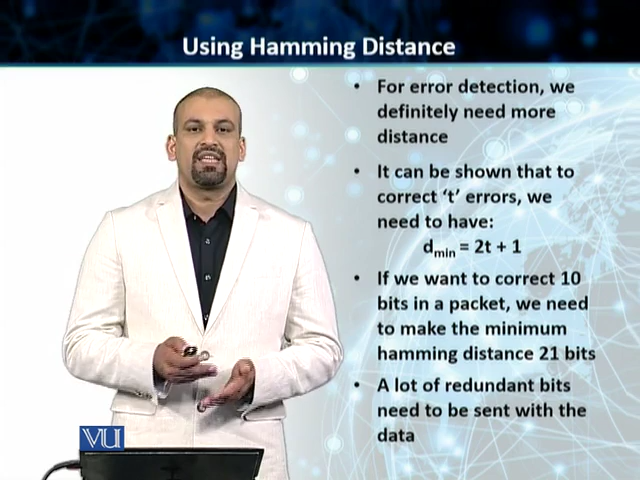 Using Hamming Distance
• For error detection, we
definitely need more
distance
• It can be shown that to
correct ‘t’ errors, we
need to have:
dmin = 2t + 1
• If we want to correct 10
bits in a packet, we need
to make the minimum
hamming distance 21 bits
• A lot of redundant bits
need to be sent with the
data
VU